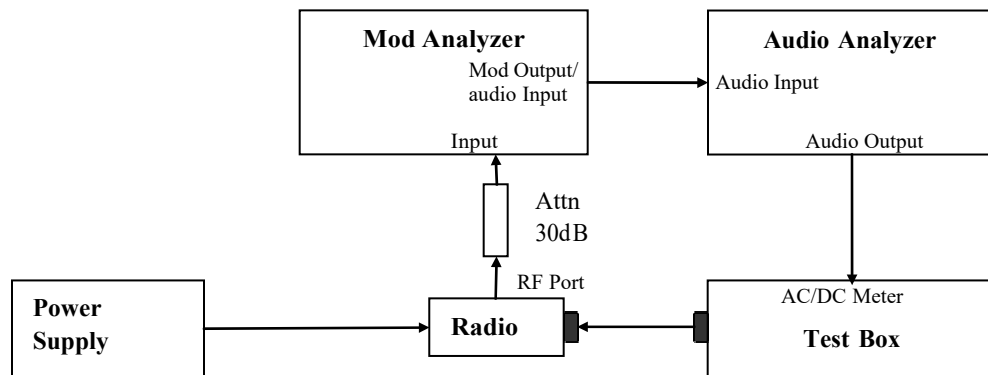 Mod Analyzer
Mod Output/
audio Input
Input
Audio Analyzer
Audio Input
Audio Output
Attn
30dB
RF Port
Power
Supply
Radio
AC/DC Meter
Test Box